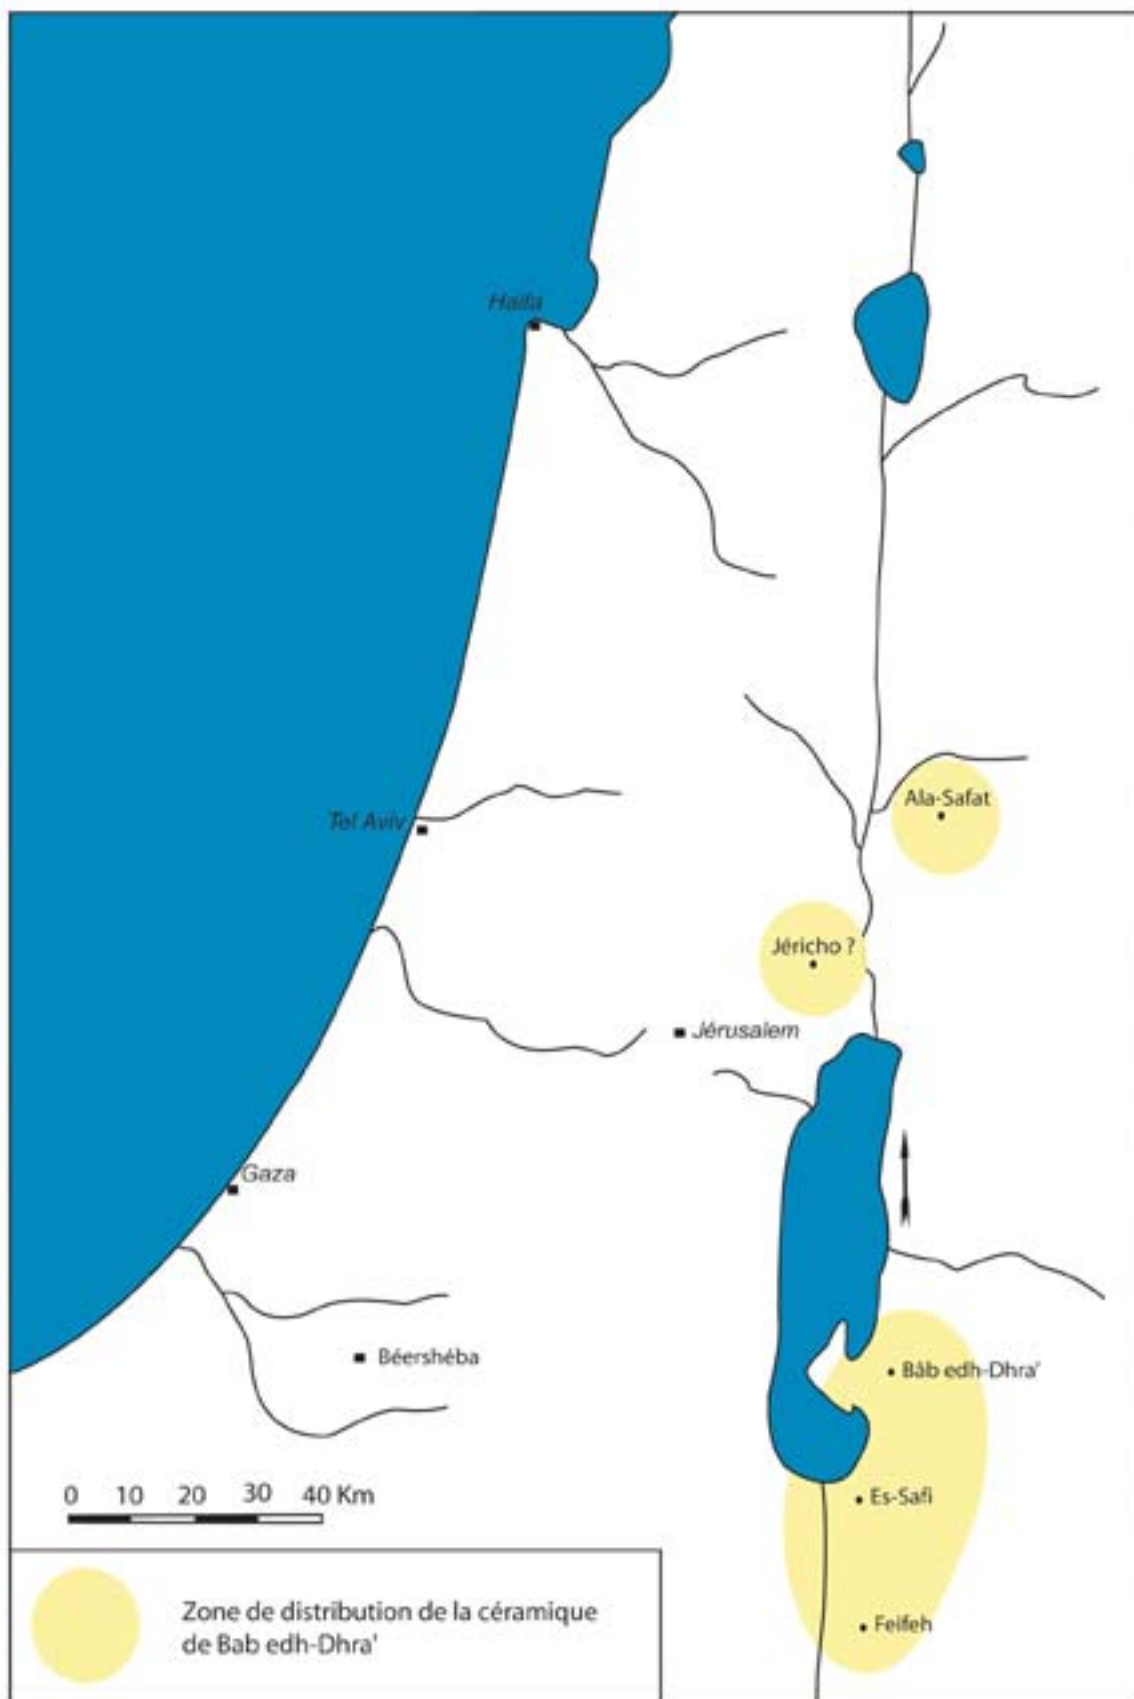 Haifa
Ala-Safat
Tel Aviv
Jéricho ?
Jérusalem
Gaza
Béershéba
Bâb edh-Dhra'
0 10 20 30 40 Km
Es-Safi
Feifeh
Zone de distribution de la céramique
de Bab edh-Dhra'